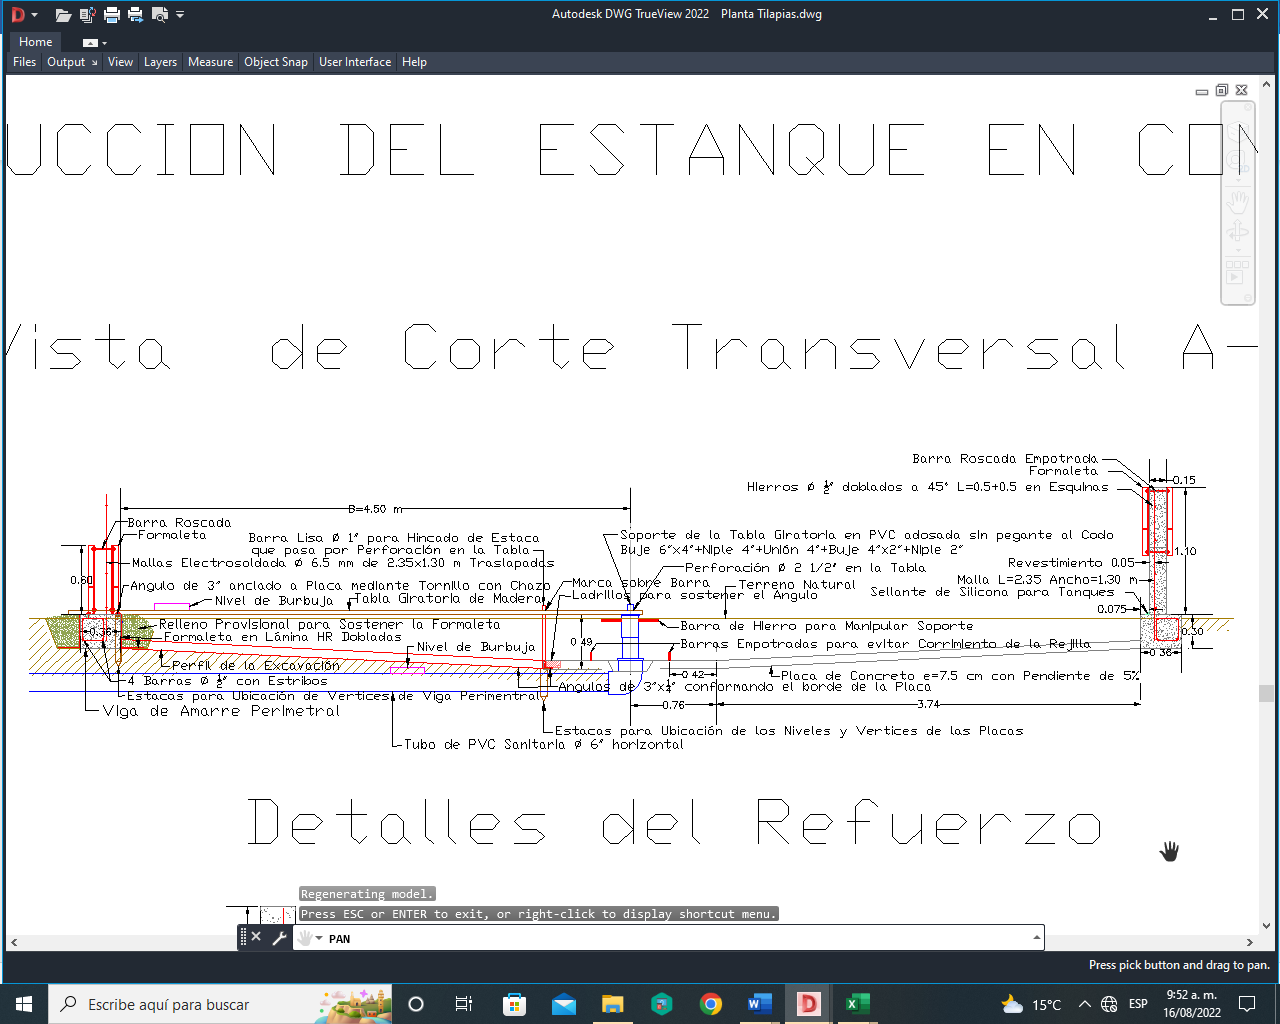 Autodesk DWG TrueView 2022 Planta Tilapias.dwg
Home
Files Output View Layers Measure Object Snap User Interface Help
UCCION DEL ESTANQUE EN CON
Vista de Corte Transversal A-
Barra Roscada Empotrada
Formaleta
0.15
Hierros Ø ½" doblados a 45° L=0.5+0.5 en Esquinas
B=4.50 m
Barra Roscada
Formaleta
Barra Lisa Ø 1" para Hincado de Estaca
que pasa por Perforación en la Tabla
Soporte de la Tabla Giratoria en PVC adosada sin pegante al Codo
Buje 6"x4"+Niple 4"+Unión 4"+Buje 4"x2"+Niple 2"
1.10
Mallas Electrosoldada Ø 6.5 mm de 2.35x1.30 m Traslapadas
Perforación Ø 2 1/2" en la Tabla
Revestimiento 0.05
0.60
Angulo de 3" anclado a Placa mediante Tornillo con Chazo
Marca sobre Barra
Terreno Natural
Malla L=2.35 Ancho=1.30 m
Nivel de Burbuja
Tabla Giratoria de Madera
Ladrillos para sostener el Angulo
Sellante de Silicona para Tanques
0.075
Relleno Provisional para Sostener la Formaleta
Barra de Hierro para Manipular Soporte
0.36
0.30
Formaleta en Lámina HR Dobladas
0.49
Nivel de Burbuja
Barras Empotradas para evitar Corrimiento de la Rejilla
0.36
Perfil de la Excavación
0.42
Placa de Concreto e=7.5 cm con Pendiente de 5%
4 Barras Ø ½" con Estribos
Angulos de 3"x¼" conformando el borde de la Placa
Estacas para Ubicación de Vertices de Viga Perimentral
0.76
3.74
Viga de Amarre Perimetral
Estacas para Ubicación de los Niveles y Vertices de las Placas
Tubo de PVC Sanitaria Ø 6" horizontal
Detalles del Refuerzo
Regenerating model.
Press ESC or ENTER to exit, or right-click to display shortcut menu.
PAN
Press pick button and drag to pan.
Escribe aquí para buscar
15°C
ESP
9:52 a. m.
16/08/2022